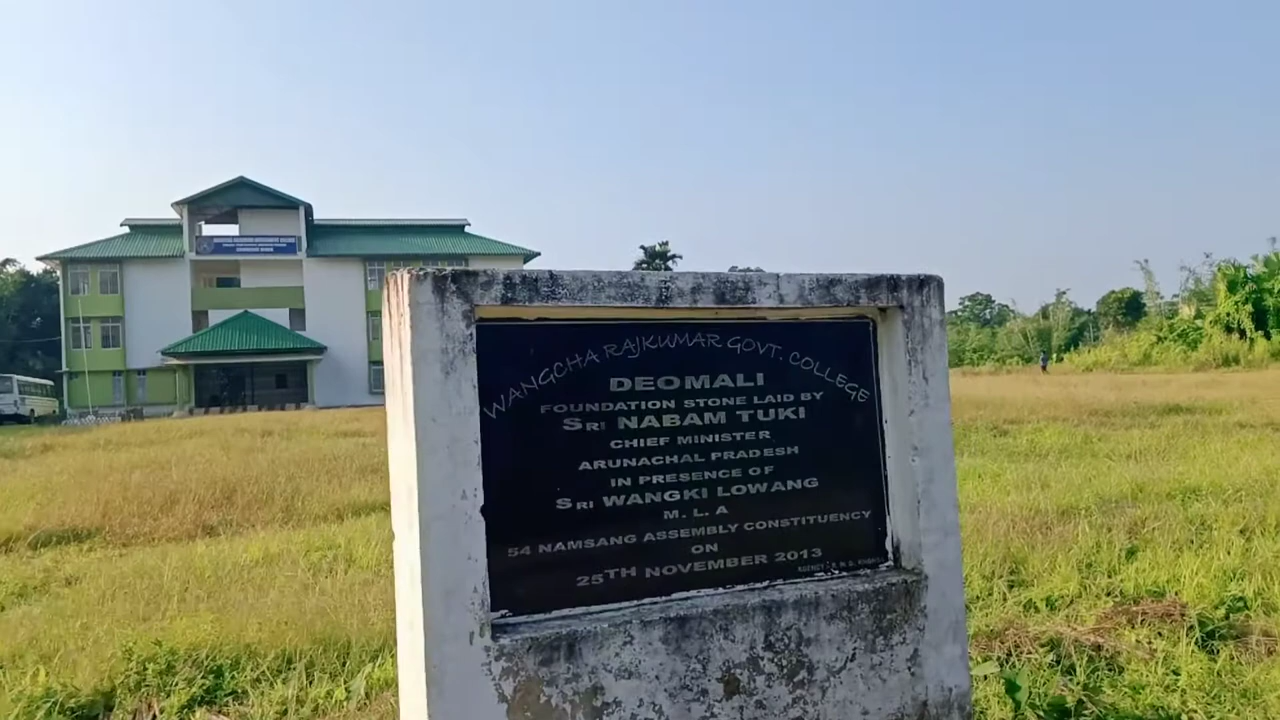 WANGCHA RAJKUMAR GOVT. COLLEGE
DEOMALI
FOUNDATION STONE LAID BY
SRI NABAM TUKI
CHIEF MINISTER
ARUNACHAL PRADESH
IN PRESENCE OF
SRI WANGKI LOWANG
M. L. A
54 NAMSANG ASSEMBLY CONSTITUENCY
ON
25TH NOVEMBER 2013